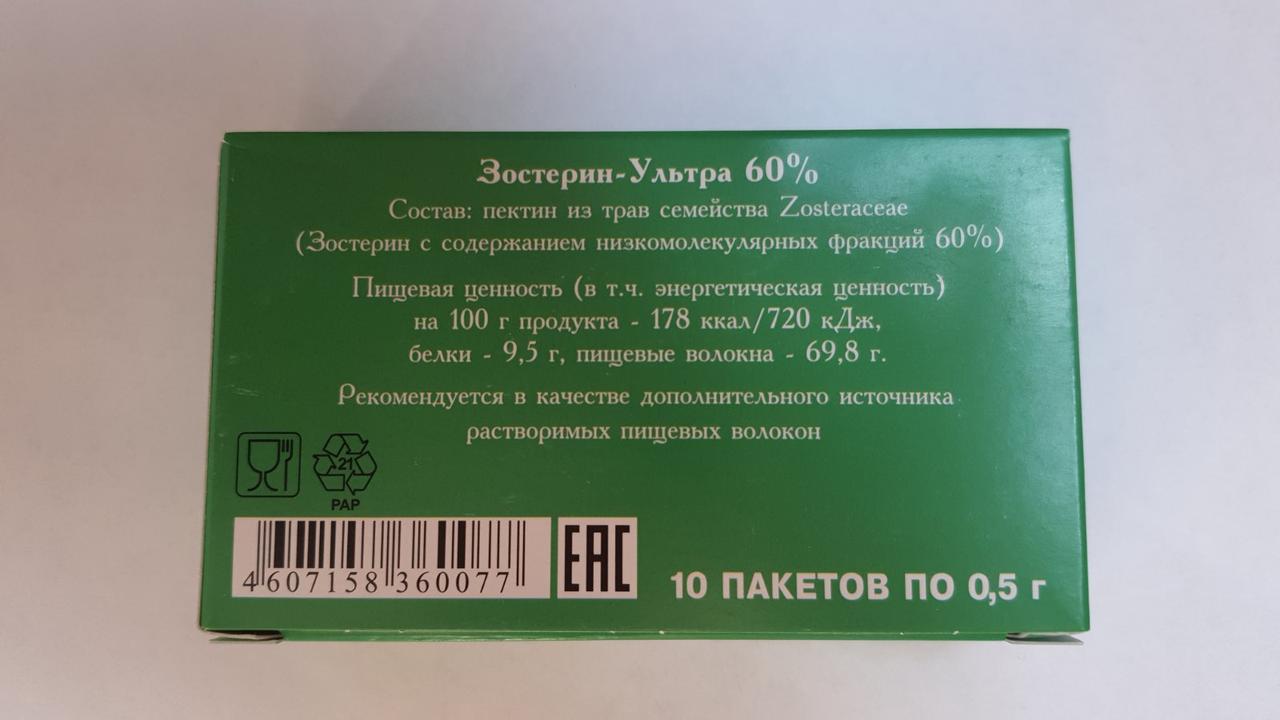 Зостерин-Ультра 60%
Состав: пектин из трав семейства Zosteraceae
(Зостерин с содержанием низкомолекулярных фракций 60%)
Пищевая ценность (в т.ч. энергетическая ценность)
на 100 г продукта - 178 ккал/720 кДж,
белки - 9,5 г, пищевые волокна - 69,8 г.
Рекомендуется в качестве дополнительного источника
растворимых пищевых волокон
21
PAP
4 607158 360077
EAC
10 ПАКЕТОВ ПО 0,5 г